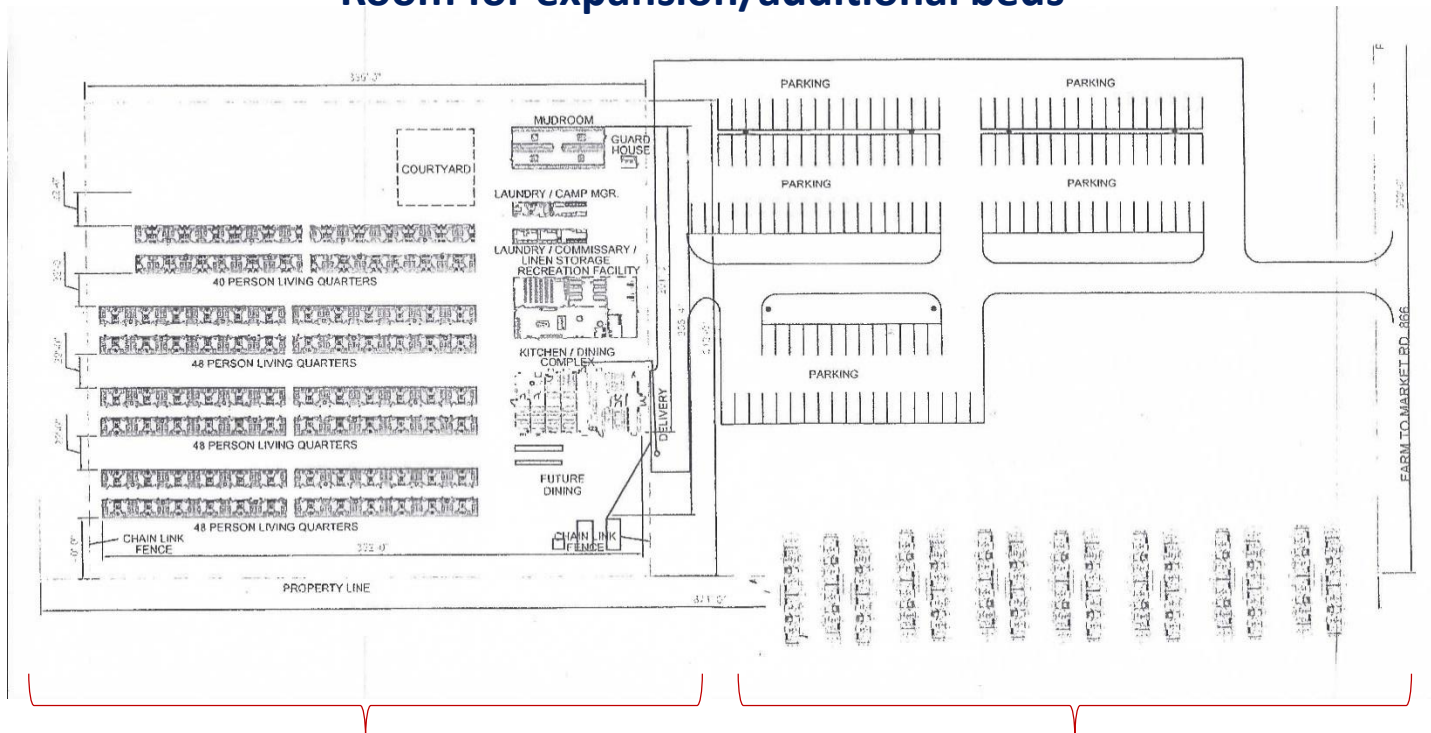 Room for expansion/additional beds
PARKING
PARKING
MUDROOM
GUARD
HOUSE
COURTYARD
LAUNDRY / CAMP MGR.
PARKING
PARKING
LAUNDRY / COMMISSARY /
LINEN STORAGE
RECREATION FACILITY
40 PERSON LIVING QUARTERS
KITCHEN / DINING
COMPLEX
48 PERSON LIVING QUARTERS
PARKING
DELIVERY
48 PERSON LIVING QUARTERS
FARM TO MARKET RD. 866
FUTURE
DINING
48 PERSON LIVING QUARTERS
CHAIN LINK
FENCE
CHAIN LINK
FENCE
372'-0"
PROPERTY LINE